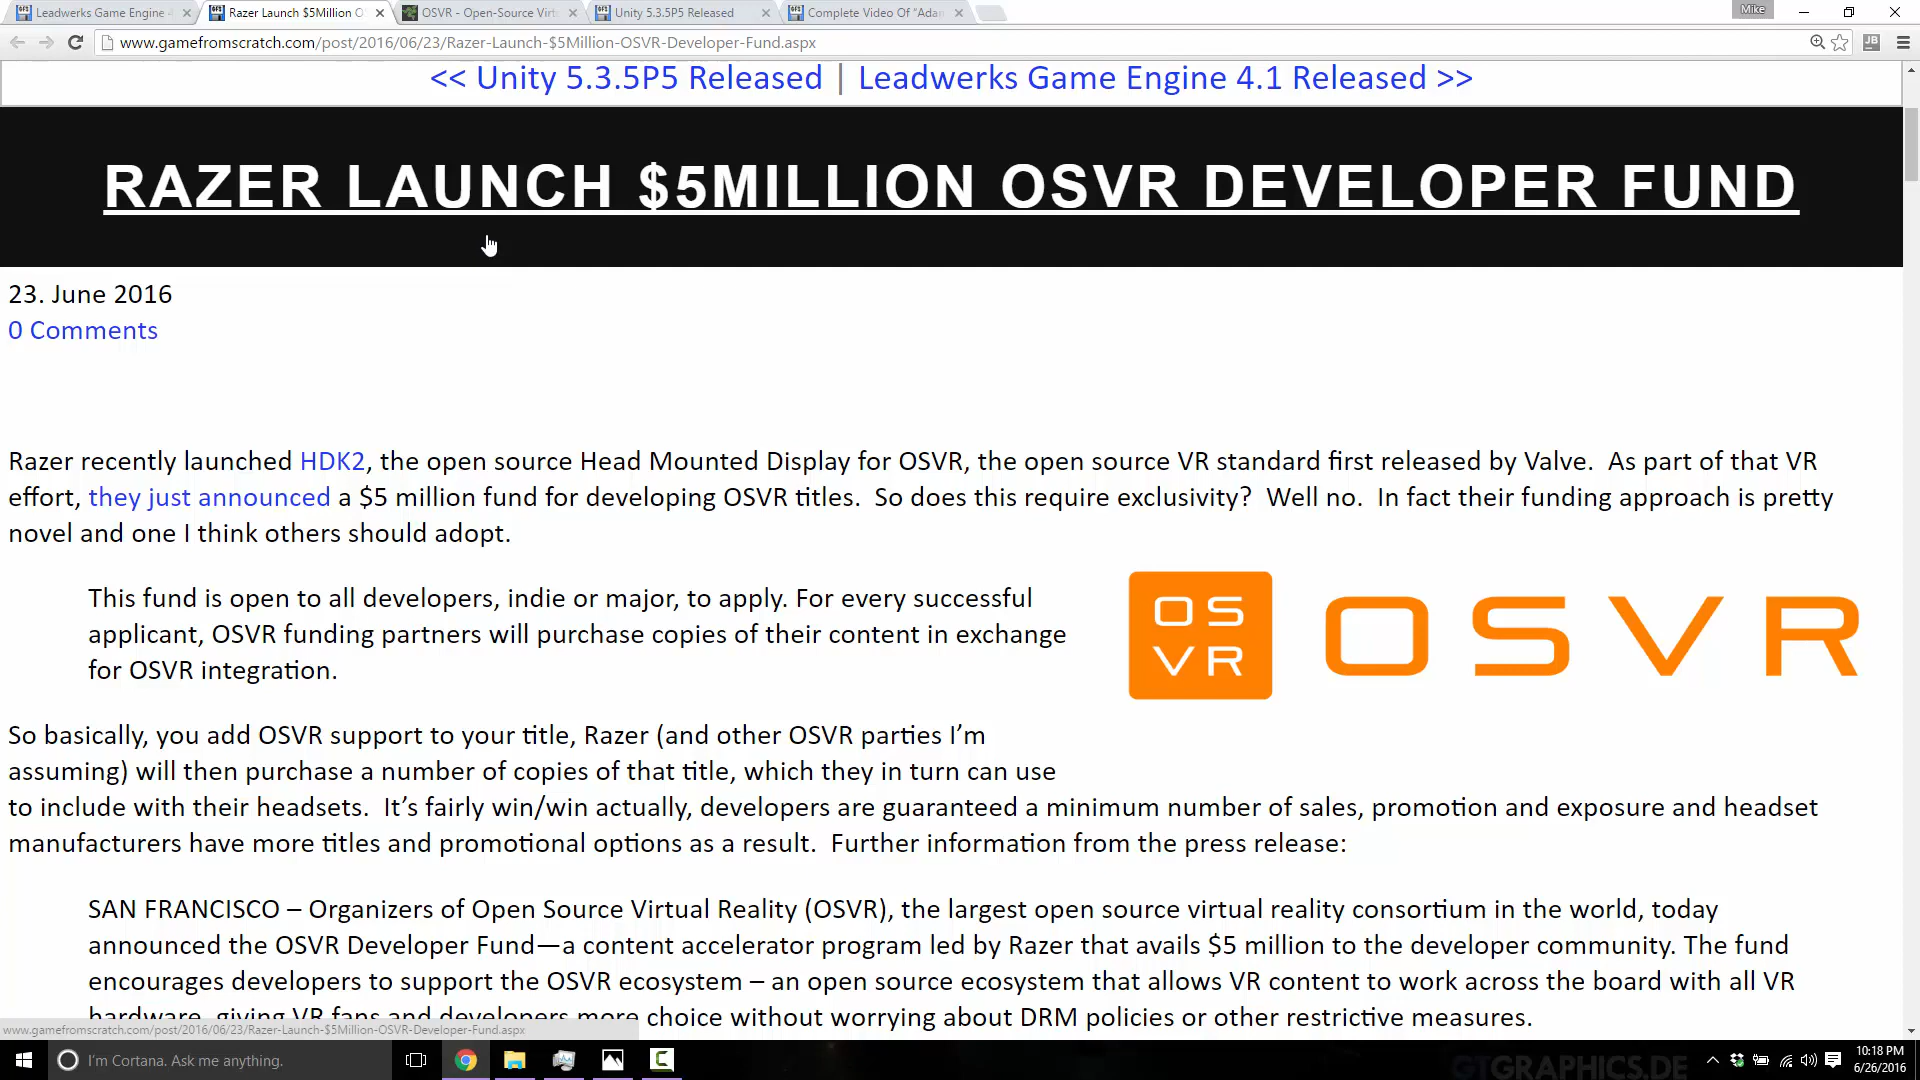 Leadwerks Game Engine
Razer Launch $5Million O
OSVR - Open-Source Virt
Unity 5.3.5P5 Released
Complete Video Of "Adam
Mike
www.gamefromscratch.com/post/2016/06/23/Razer-Launch-$5Million-OSVR-Developer-Fund.aspx
JB
<< Unity 5.3.5P5 Released | Leadwerks Game Engine 4.1 Released >>
RAZER LAUNCH $5MILLION OSVR DEVELOPER FUND
23. June 2016
0 Comments
Razer recently launched HDK2, the open source Head Mounted Display for OSVR, the open source VR standard first released by Valve.  As part of that VR
effort, they just announced a $5 million fund for developing OSVR titles.  So does this require exclusivity?  Well no.  In fact their funding approach is pretty
novel and one I think others should adopt.
This fund is open to all developers, indie or major, to apply. For every successful
applicant, OSVR funding partners will purchase copies of their content in exchange
for OSVR integration.
OS
VR
OSVR
So basically, you add OSVR support to your title, Razer (and other OSVR parties I’m
assuming) will then purchase a number of copies of that title, which they in turn can use
to include with their headsets.  It’s fairly win/win actually, developers are guaranteed a minimum number of sales, promotion and exposure and headset
manufacturers have more titles and promotional options as a result.  Further information from the press release:
SAN FRANCISCO – Organizers of Open Source Virtual Reality (OSVR), the largest open source virtual reality consortium in the world, today
announced the OSVR Developer Fund—a content accelerator program led by Razer that avails $5 million to the developer community. The fund
encourages developers to support the OSVR ecosystem – an open source ecosystem that allows VR content to work across the board with all VR
hardware, giving VR fans and developers more choice without worrying about DRM policies or other restrictive measures.
www.gamefromscratch.com/post/2016/06/23/Razer-Launch-$5Million-OSVR-Developer-Fund.aspx
I'm Cortana. Ask me anything.
GTGRAPHICS.DE
10:18 PM
6/26/2016